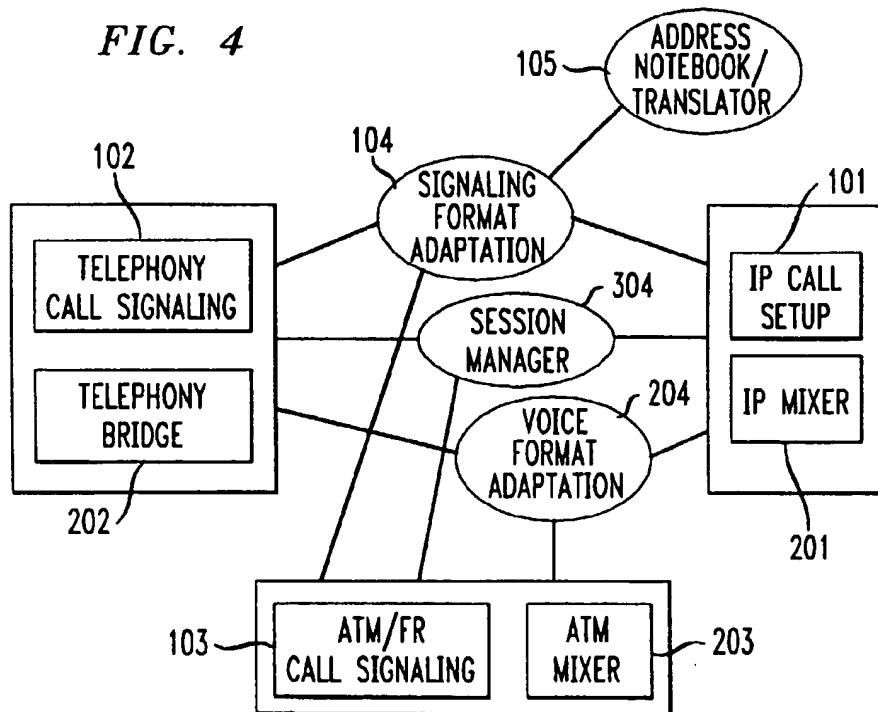 FIG. 4
105
ADDRESS
NOTEBOOK/
TRANSLATOR
104
SIGNALING
FORMAT
ADAPTATION
102
TELEPHONY
CALL SIGNALING
TELEPHONY
BRIDGE
202
304
SESSION
MANAGER
204
VOICE
FORMAT
ADAPTATION
101
IP CALL
SETUP
IP MIXER
201
103
ATM/FR
CALL SIGNALING
ATM
MIXER
203